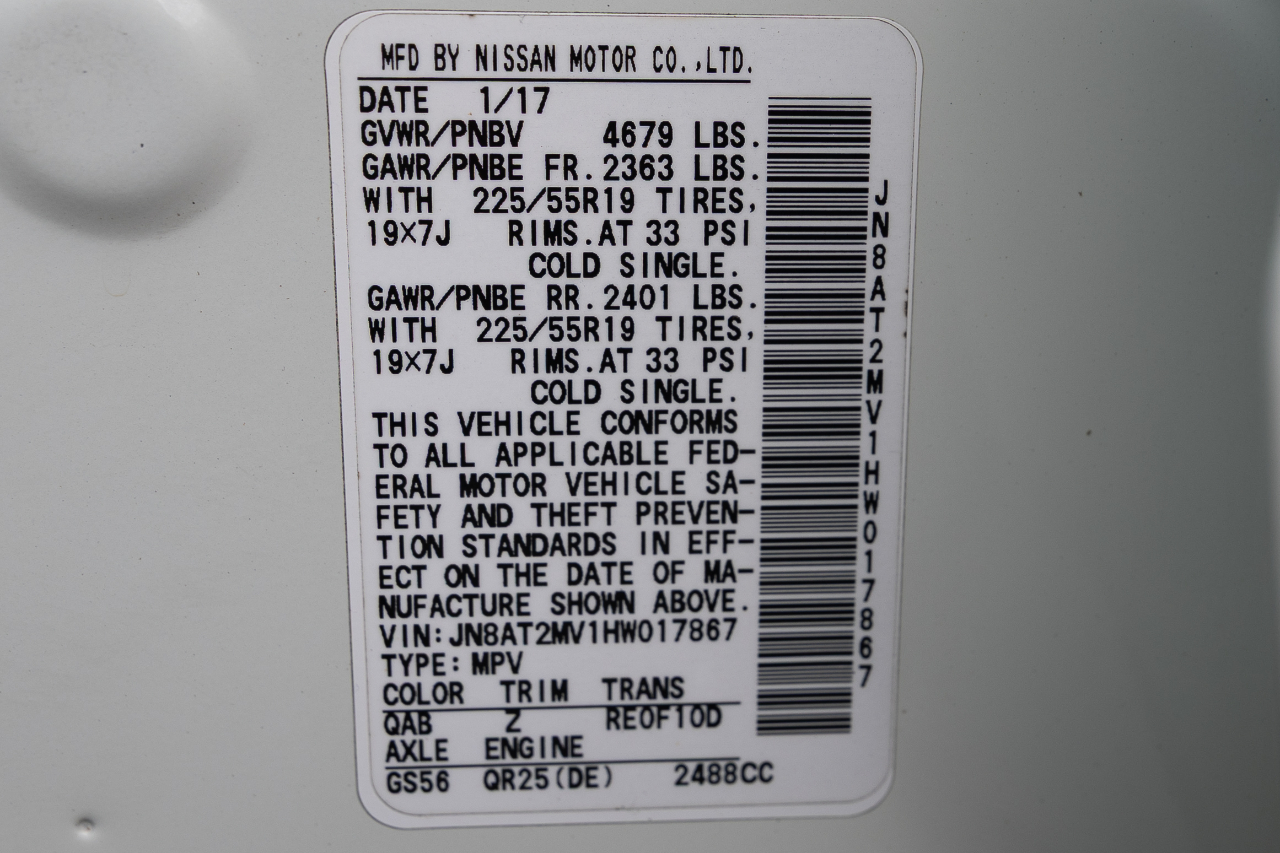 MFD BY NISSAN MOTOR CO.,LTD.
DATE 1/17
GVWR/PNBV 4679 LBS.
GAWR/PNBE FR. 2363 LBS.
WITH 225/55R19 TIRES,
19×7J RIMS.AT 33 PSI
COLD SINGLE.
GAWR/PNBE RR. 2401 LBS.
WITH 225/55R19 TIRES,
19×7J RIMS.AT 33 PSI
COLD SINGLE.
THIS VEHICLE CONFORMS
TO ALL APPLICABLE FED-
ERAL MOTOR VEHICLE SA-
FETY AND THEFT PREVEN-
TION STANDARDS IN EFF-
ECT ON THE DATE OF MA-
NUFACTURE SHOWN ABOVE.
VIN:JN8AT2MV1HW017867
TYPE:MPV
COLOR TRIM TRANS
QAB Z RE0F10D
AXLE ENGINE
GS56 QR25(DE) 2488CC
JN8AT2MV1HW017867